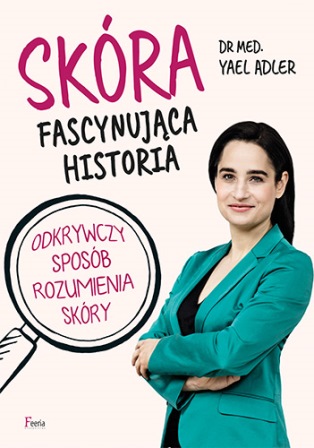 SKÓRA
DR MED.
YAEL ADLER
FASCYNUJĄCA
HISTORIA
ODKRYWCZY
SPOSÓB
ROZUMIENIA
SKÓRY
Feeria